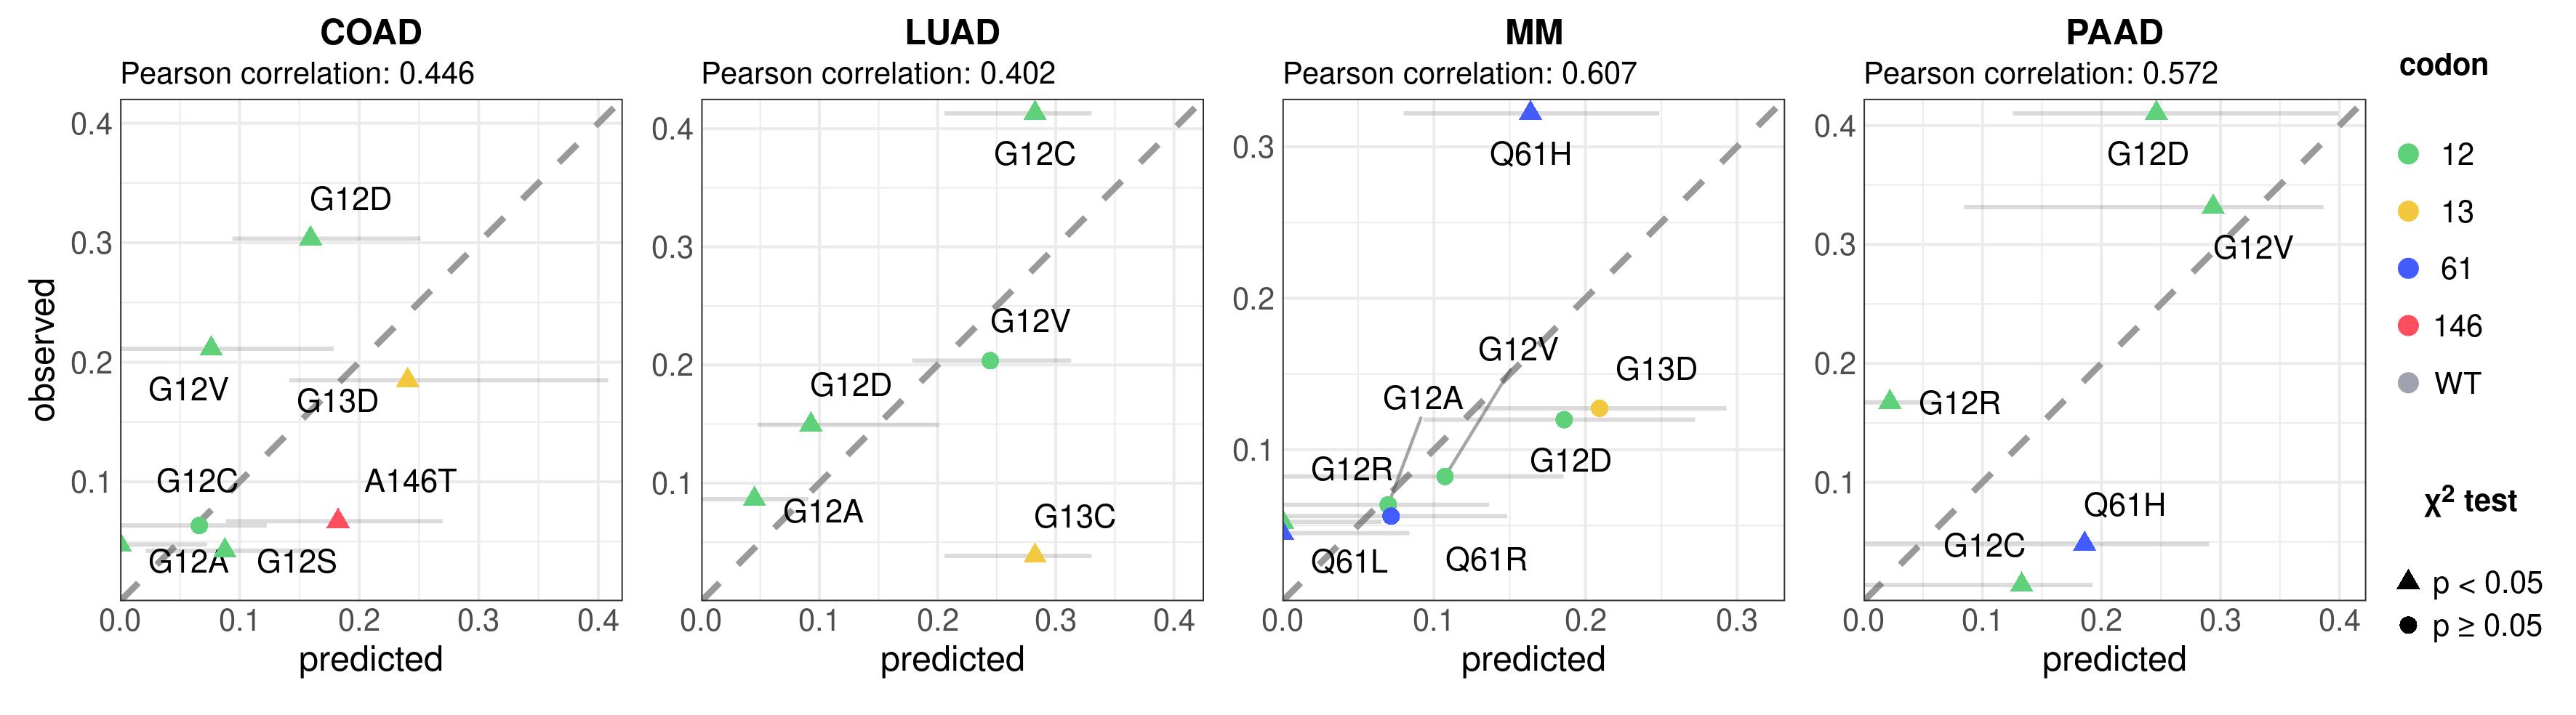 COAD
Pearson correlation: 0.446
observed
0.4
0.3
0.2
0.1
G12D
G12V
G13D
G12C
A146T
G12A
G12S
0.0 0.1 0.2 0.3 0.4
predicted
LUAD
Pearson correlation: 0.402
0.4
0.3
0.2
0.1
G12C
G12V
G12D
G12A
G13C
0.0 0.1 0.2 0.3 0.4
predicted
MM
Pearson correlation: 0.607
0.3
0.2
0.1
Q61H
G12V
G13D
G12A
G12R
G12D
Q61L
Q61R
0.0 0.1 0.2 0.3
predicted
PAAD
Pearson correlation: 0.572
0.4
0.3
0.2
0.1
G12D
G12V
G12R
Q61H
G12C
0.0 0.1 0.2 0.3 0.4
predicted
codon
12
13
61
146
WT
χ² test
p < 0.05
p ≥ 0.05